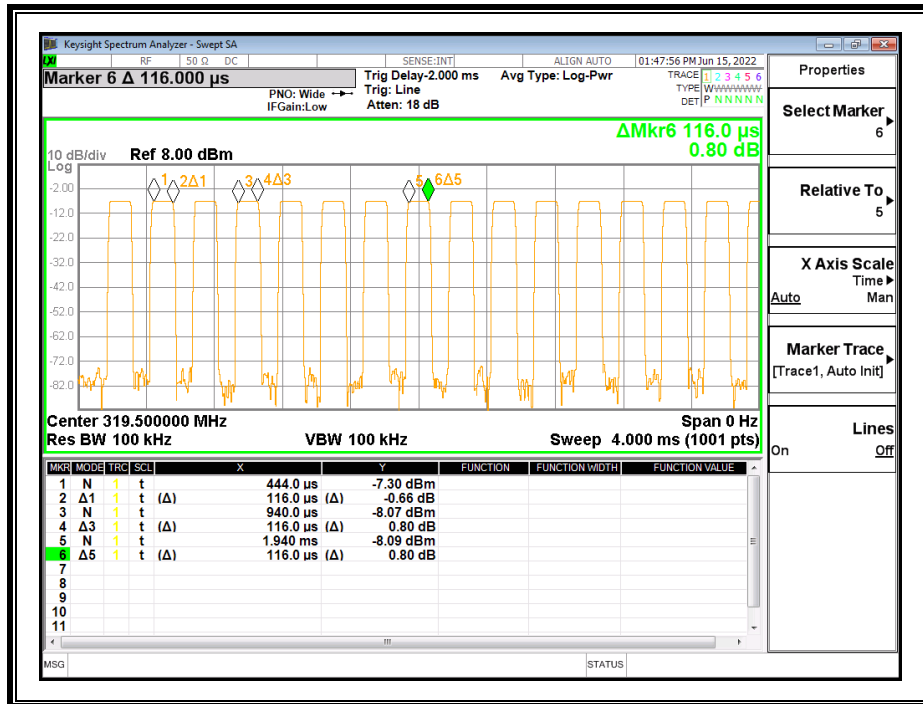 Keysight Spectrum Analyzer - Swept SA
LXI RF 50 Ω DC SENSE:INT ALIGN AUTO 01:47:56 PM Jun 15, 2022
Marker 6 Δ 116.000 µs
PNO: Wide
IFGain:Low
Trig Delay-2.000 ms
Trig: Line
Atten: 18 dB
Avg Type: Log-Pwr
TRACE 1 2 3 4 5 6
TYPE WWWWWWW
DET P N N N N N
ΔMkr6 116.0 µs
0.80 dB
10 dB/div Ref 8.00 dBm
Log
1 2Δ1 3 4Δ3 5 6Δ5
-2.00
-12.0
-22.0
-32.0
-42.0
-52.0
-62.0
-72.0
-82.0
Center 319.500000 MHz Span 0 Hz
Res BW 100 kHz VBW 100 kHz Sweep 4.000 ms (1001 pts)
MKR MODE TRC SCL X Y FUNCTION FUNCTION WIDTH FUNCTION VALUE
1 N 1 t 444.0 µs -7.30 dBm
2 Δ1 1 t (Δ) 116.0 µs (Δ) -0.66 dB
3 N 1 t 940.0 µs -8.07 dBm
4 Δ3 1 t (Δ) 116.0 µs (Δ) 0.80 dB
5 N 1 t 1.940 ms -8.09 dBm
6 Δ5 1 t (Δ) 116.0 µs (Δ) 0.80 dB
7
8
9
10
11
MSG STATUS
Properties
Select Marker
6
Relative To
5
X Axis Scale
Time
Auto Man
Marker Trace
[Trace1, Auto Init]
Lines
On Off